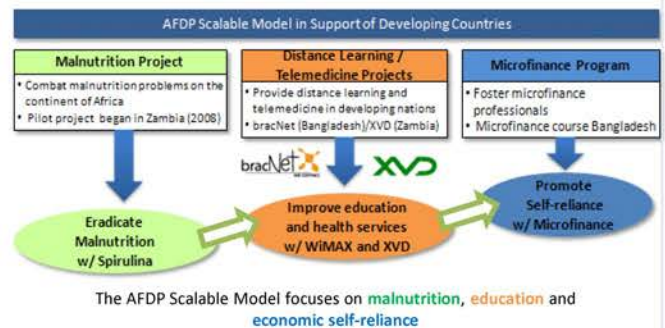 AFDP Scalable Model in Support of Developing Countries
Malnutrition Project
• Combat malnutrition problems on the
continent of Africa
• Pilot project began in Zambia (2008)
Distance Learning /
Telemedicine Projects
• Provide distance learning and
telemedicine in developing nations
• bracNet (Bangladesh)/XVD (Zambia)
Microfinance Program
• Foster microfinance
professionals
• Microfinance course Bangladesh
bracNet
XVD
Eradicate
Malnutrition
w/ Spirulina
Improve education
and health services
w/ WiMAX and XVD
Promote
Self-reliance
w/ Microfinance
The AFDP Scalable Model focuses on malnutrition, education and
economic self-reliance